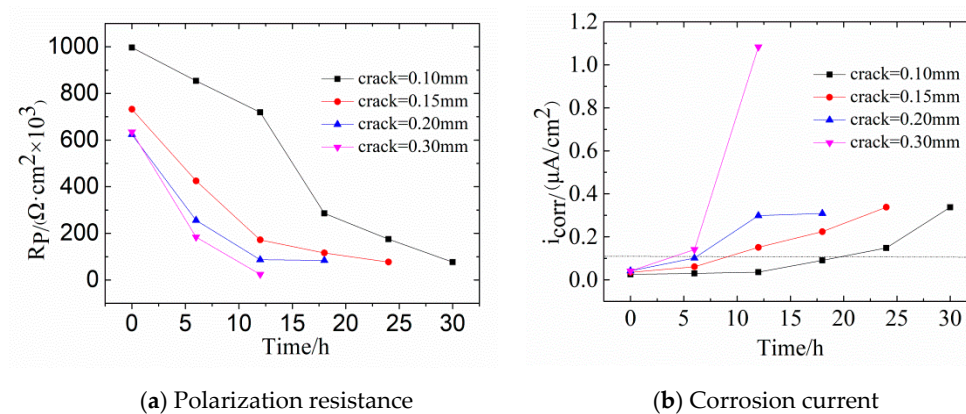 1000
800
600
400
200
0
Rp/(Ω·cm²×10³)
crack=0.10mm
crack=0.15mm
crack=0.20mm
crack=0.30mm
0 5 10 15 20 25 30
Time/h
(a) Polarization resistance
1.2
1.0
0.8
0.6
0.4
0.2
0.0
icorr/(μA/cm²)
crack=0.10mm
crack=0.15mm
crack=0.20mm
crack=0.30mm
0 5 10 15 20 25 30
Time/h
(b) Corrosion current